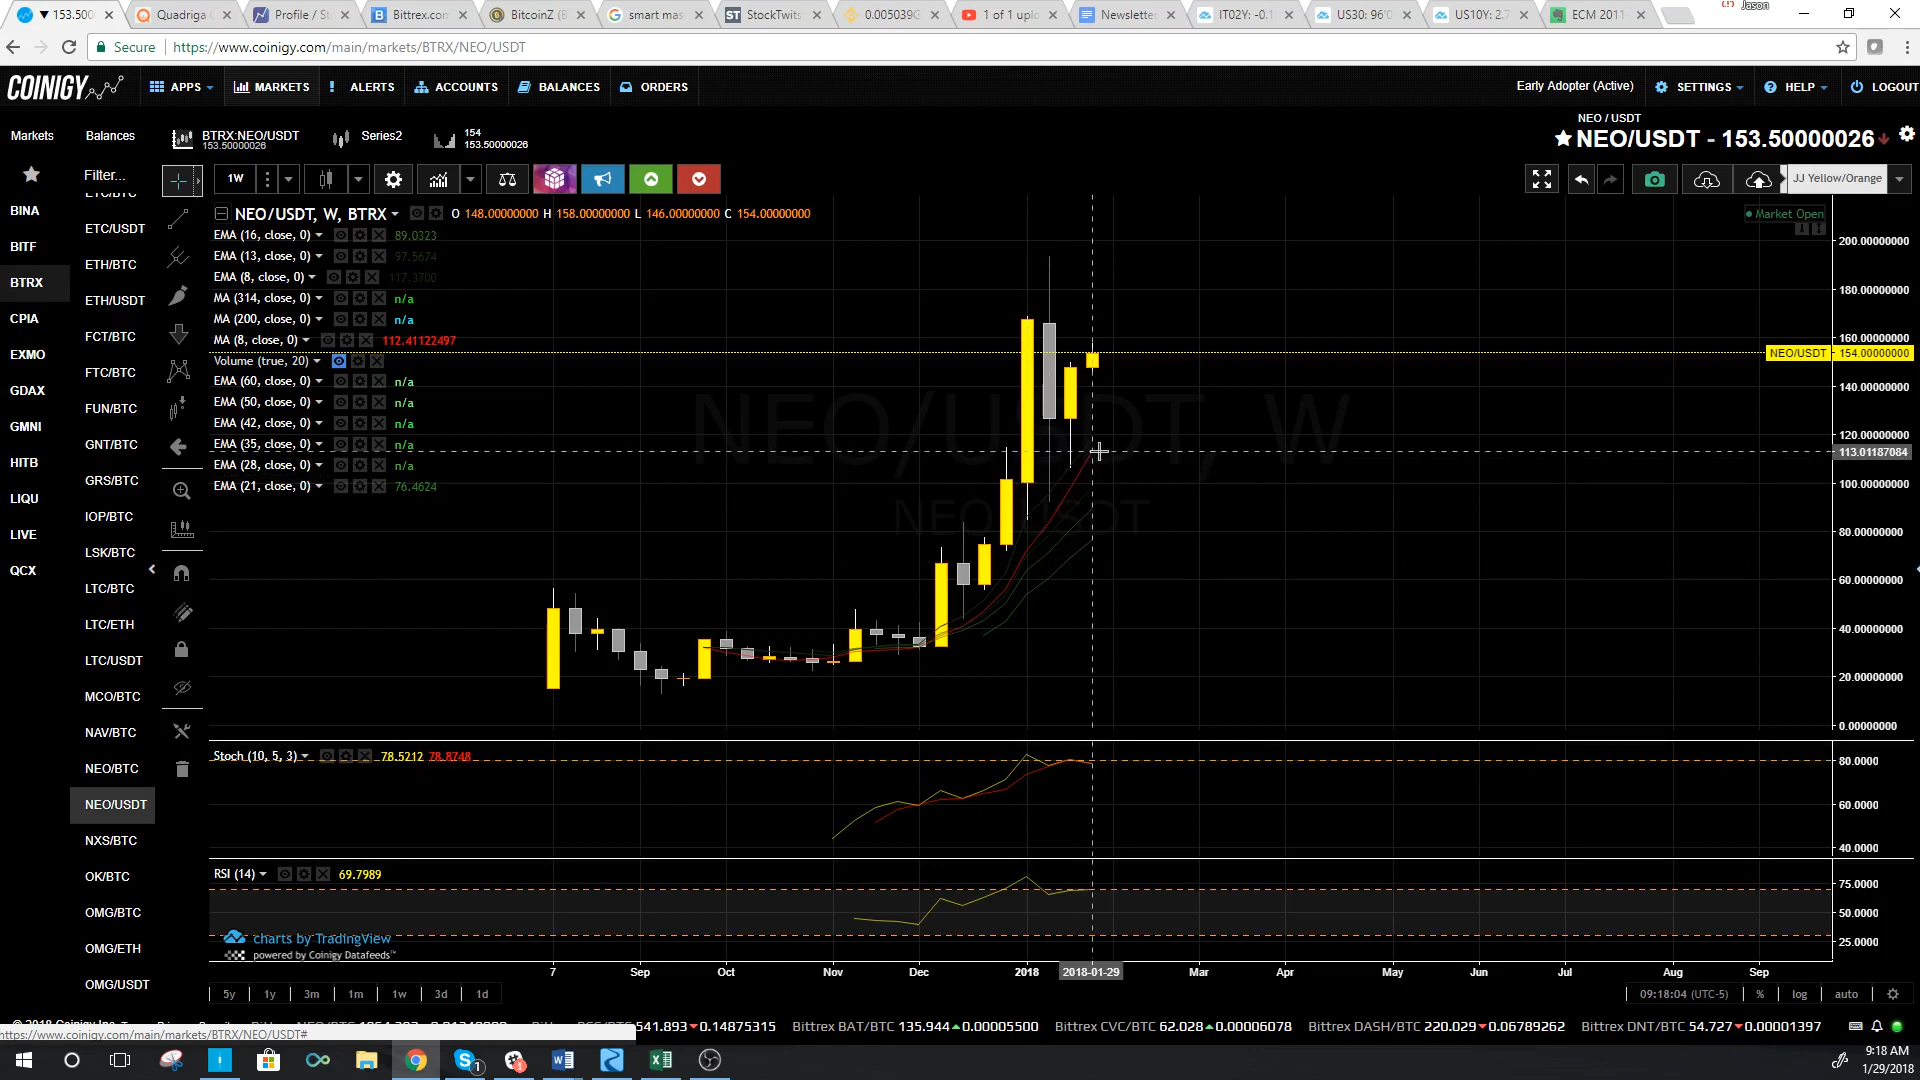 ▼ 153.500
Quadriga C
Profile / St
Bittrex.com
BitcoinZ (B
smart mas
StockTwits
0.005039
1 of 1 uplo
Newsletter
IT02Y: -0.1
US30: 96'0
US10Y: 2.7
ECM 2011
Jason
Secure
https://www.coinigy.com/main/markets/BTRX/NEO/USDT
COINIGY
APPS
MARKETS
ALERTS
ACCOUNTS
BALANCES
ORDERS
Early Adopter (Active)
SETTINGS
HELP
LOGOUT
Markets
Balances
BTRX:NEO/USDT
153.50000026
Series2
154
153.50000026
NEO / USDT
NEO/USDT - 153.50000026
Filter...
1W
JJ Yellow/Orange
BINA
BITF
BTRX
CPIA
EXMO
GDAX
GMNI
HITB
LIQU
LIVE
QCX
ETC/BTC
ETC/USDT
ETH/BTC
ETH/USDT
FCT/BTC
FTC/BTC
FUN/BTC
GNT/BTC
GRS/BTC
IOP/BTC
LSK/BTC
LTC/BTC
LTC/ETH
LTC/USDT
MCO/BTC
NAV/BTC
NEO/BTC
NEO/USDT
NXS/BTC
OK/BTC
OMG/BTC
OMG/ETH
OMG/USDT
NEO/USDT, W, BTRX
O 148.00000000 H 158.00000000 L 146.00000000 C 154.00000000
Market Open
EMA (16, close, 0) 89.0323
EMA (13, close, 0) 97.5674
EMA (8, close, 0) 117.3700
MA (314, close, 0) n/a
MA (200, close, 0) n/a
MA (8, close, 0) 112.41122497
Volume (true, 20)
EMA (60, close, 0) n/a
EMA (50, close, 0) n/a
EMA (42, close, 0) n/a
EMA (35, close, 0) n/a
EMA (28, close, 0) n/a
EMA (21, close, 0) 76.4624
NEO/USDT, W
NEO/USDT
200.00000000
180.00000000
160.00000000
NEO/USDT 154.00000000
140.00000000
120.00000000
113.01187084
100.00000000
80.00000000
60.00000000
40.00000000
20.00000000
0.00000000
Stoch (10, 5, 3) 78.5212 78.8748
80.0000
60.0000
40.0000
RSI (14) 69.7989
75.0000
50.0000
25.0000
charts by TradingView
powered by Coinigy Datafeeds™
7 Sep Oct Nov Dec 2018 2018-01-29 Mar Apr May Jun Jul Aug Sep
5y 1y 3m 1m 1w 3d 1d
09:18:04 (UTC-5) % log auto
https://www.coinigy.com/main/markets/BTRX/NEO/USDT#
541.893 ▾ 0.14875315 Bittrex BAT/BTC 135.944 ▴ 0.00005500 Bittrex CVC/BTC 62.028 ▴ 0.00006078 Bittrex DASH/BTC 220.029 ▾ 0.06789262 Bittrex DNT/BTC 54.727 ▾ 0.00001397
9:18 AM
1/29/2018